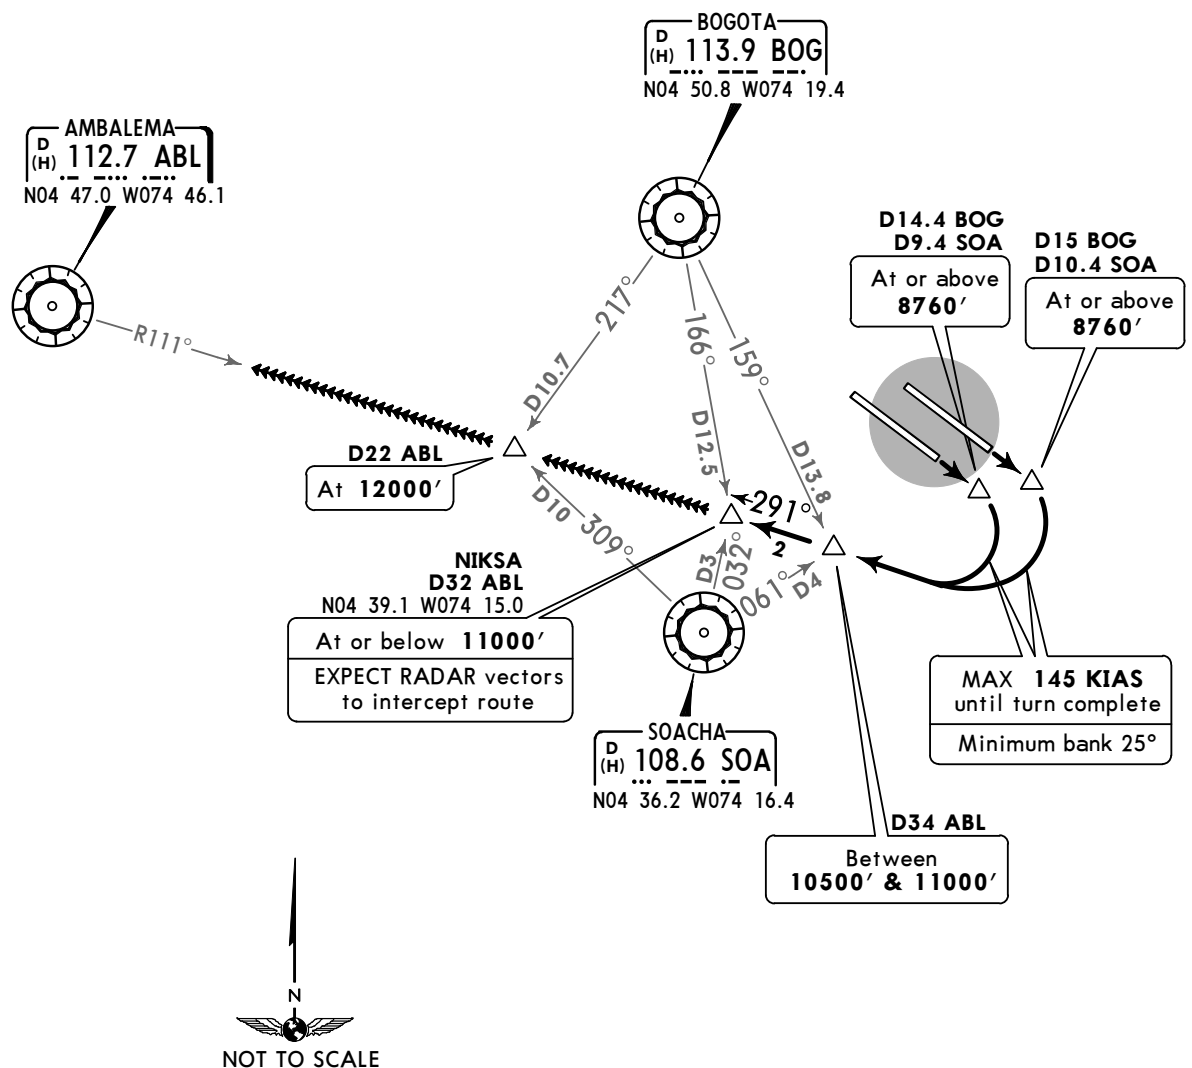 BOGOTA
D
(H) 113.9 BOG
N04 50.8 W074 19.4
AMBALEMA
D
(H) 112.7 ABL
N04 47.0 W074 46.1
D14.4 BOG
D9.4 SOA
At or above
8760′
D15 BOG
D10.4 SOA
At or above
8760′
R111°
217°
D10.7
166°
D12.5
159°
D13.8
D22 ABL
At 12000′
D10
309°
291°
2
D3
032°
061°
D4
NIKSA
D32 ABL
N04 39.1 W074 15.0
At or below 11000′
EXPECT RADAR vectors
to intercept route
MAX 145 KIAS
until turn complete
Minimum bank 25°
SOACHA
D
(H) 108.6 SOA
N04 36.2 W074 16.4
D34 ABL
Between
10500′ & 11000′
N
NOT TO SCALE